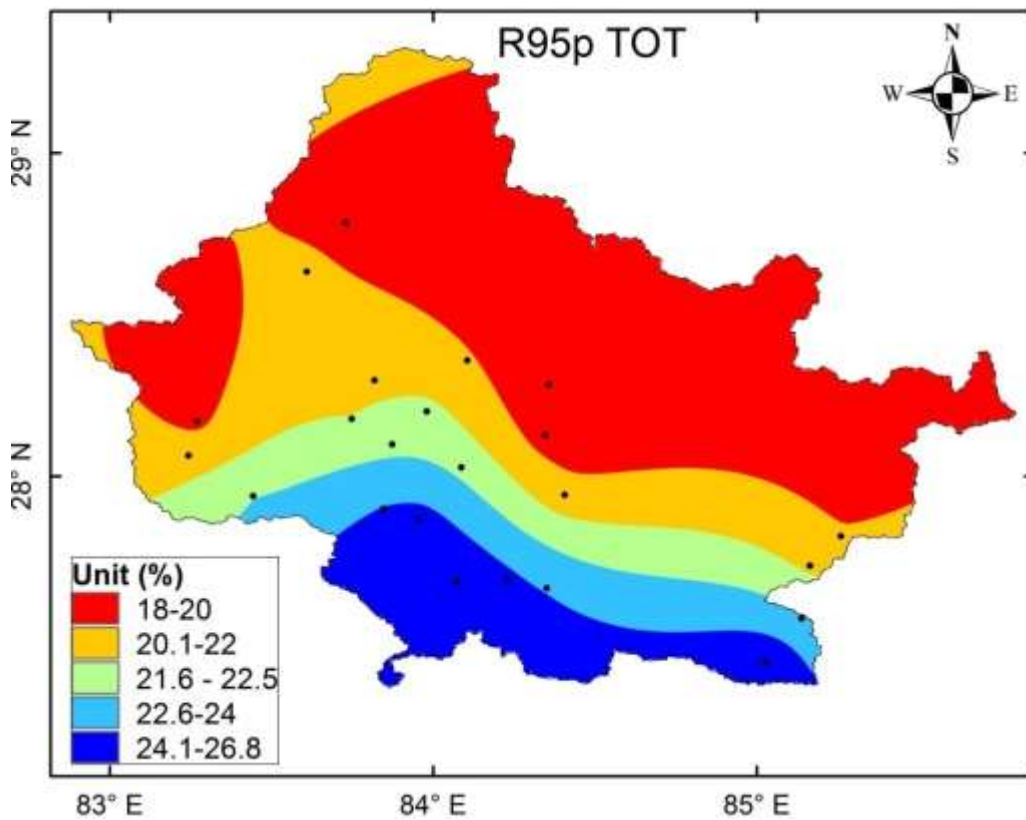 R95p TOT
N
W E
S
29° N
28° N
Unit (%)
18-20
20.1-22
21.6 - 22.5
22.6-24
24.1-26.8
83° E 84° E 85° E